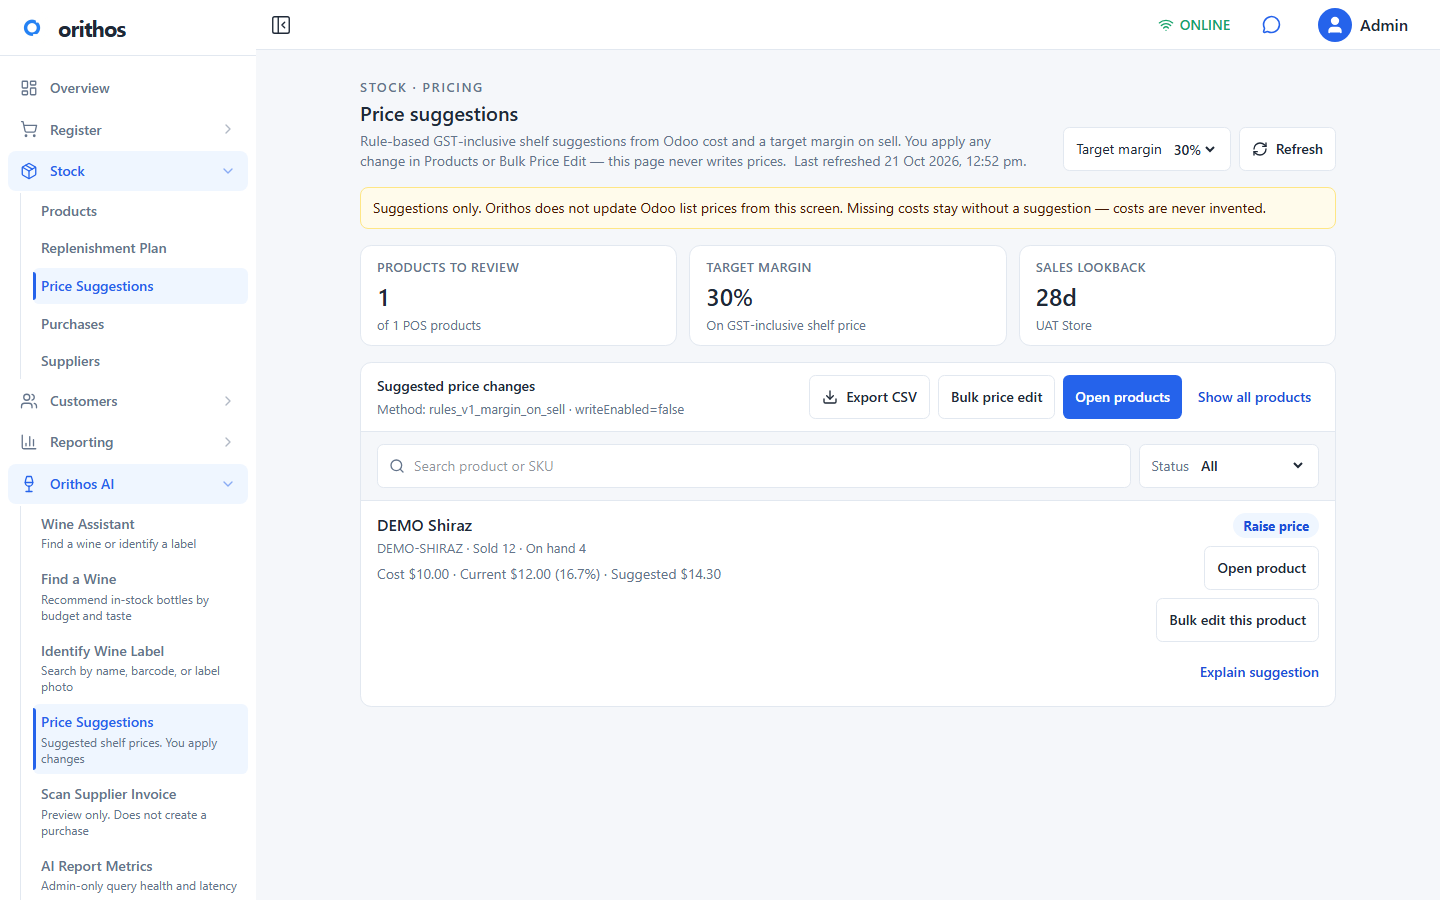 orithos
ONLINE
Admin
Overview
Register
Stock
Products
Replenishment Plan
Price Suggestions
Purchases
Suppliers
Customers
Reporting
Orithos AI
Wine Assistant
Find a wine or identify a label
Find a Wine
Recommend in-stock bottles by
budget and taste
Identify Wine Label
Search by name, barcode, or label
photo
Price Suggestions
Suggested shelf prices. You apply
changes
Scan Supplier Invoice
Preview only. Does not create a
purchase
AI Report Metrics
Admin-only query health and latency
STOCK · PRICING
Price suggestions
Rule-based GST-inclusive shelf suggestions from Odoo cost and a target margin on sell. You apply any
change in Products or Bulk Price Edit — this page never writes prices. Last refreshed 21 Oct 2026, 12:52 pm.
Target margin 30%
Refresh
Suggestions only. Orithos does not update Odoo list prices from this screen. Missing costs stay without a suggestion — costs are never invented.
PRODUCTS TO REVIEW
1
of 1 POS products
TARGET MARGIN
30%
On GST-inclusive shelf price
SALES LOOKBACK
28d
UAT Store
Suggested price changes
Method: rules_v1_margin_on_sell · writeEnabled=false
Export CSV
Bulk price edit
Open products
Show all products
Search product or SKU
Status All
DEMO Shiraz
DEMO-SHIRAZ · Sold 12 · On hand 4
Cost $10.00 · Current $12.00 (16.7%) · Suggested $14.30
Raise price
Open product
Bulk edit this product
Explain suggestion